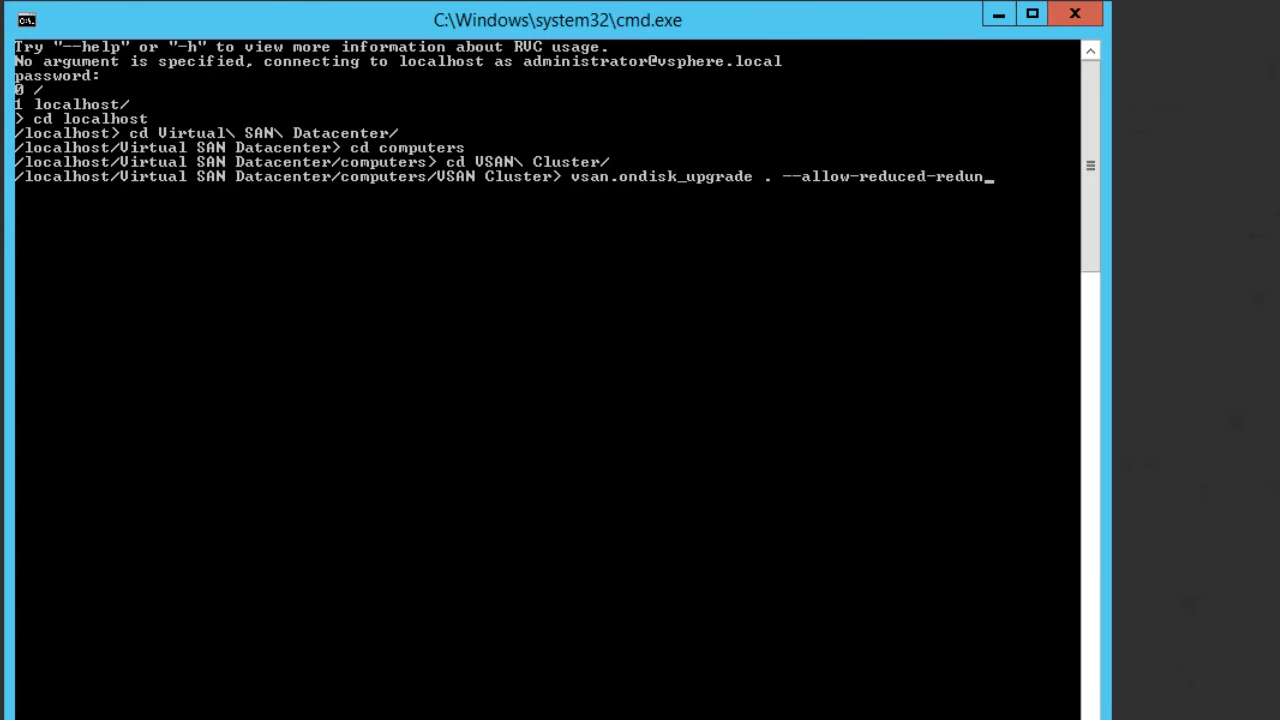 C:\Windows\system32\cmd.exe
Try "--help" or "-h" to view more information about RVC usage.
No argument is specified, connecting to localhost as administrator@vsphere.local
password:
0 /
1 localhost/
> cd localhost
/localhost> cd Virtual\ SAN\ Datacenter/
/localhost/Virtual SAN Datacenter> cd computers
/localhost/Virtual SAN Datacenter/computers> cd VSAN\ Cluster/
/localhost/Virtual SAN Datacenter/computers/VSAN Cluster> vsan.ondisk_upgrade . --allow-reduced-redun_